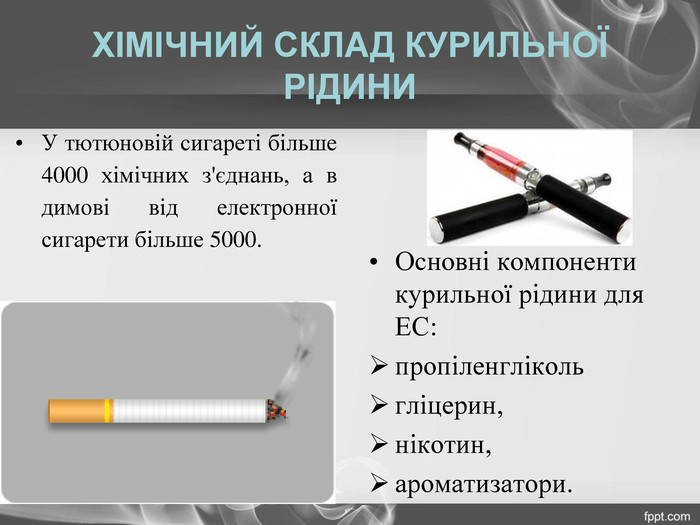 ХІМІЧНИЙ СКЛАД КУРИЛЬНОЇ
РІДИНИ
• У тютюновій сигареті більше
4000 хімічних з'єднань, а в
димові від електронної
сигарети більше 5000.
• Основні компоненти
курильної рідини для
ЕС:
➢ пропіленгліколь
➢ гліцерин,
➢ нікотин,
➢ ароматизатори.
fppt.com